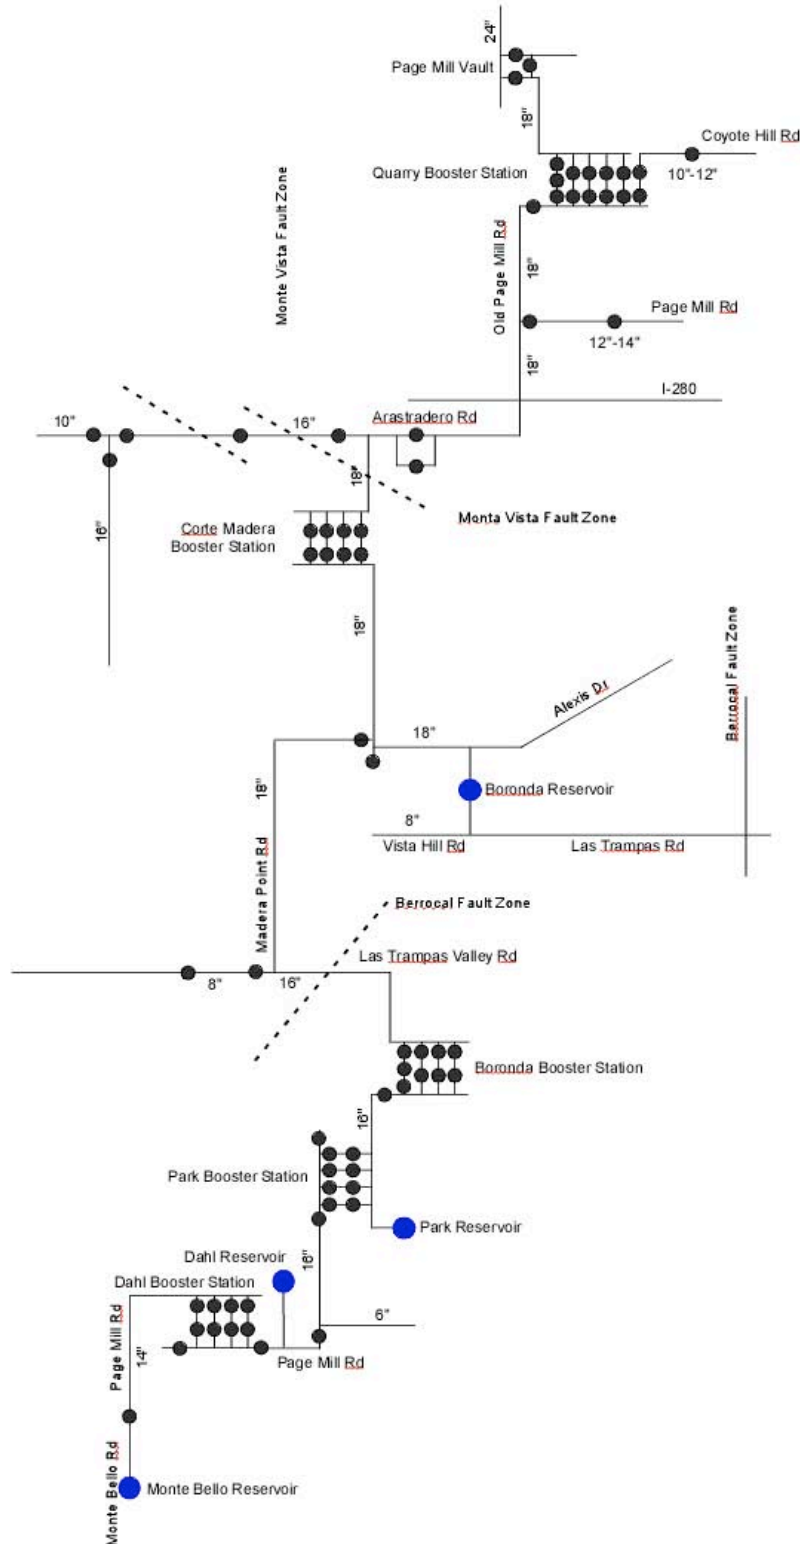 24"
Page Mill Vault
18"
Coyote Hill Rd
Quarry Booster Station
10"-12"
Monte Vista Fault Zone
Old Page Mill Rd
18"
Page Mill Rd
12"-14"
18"
I-280
10"
16"
Arastradero Rd
18"
Monta Vista Fault Zone
16"
Corte Madera
Booster Station
18"
Berrocal Fault Zone
Alexis Dr
18"
18"
Boronda Reservoir
8"
Vista Hill Rd
Las Trampas Rd
Madera Point Rd
Berrocal Fault Zone
Las Trampas Valley Rd
8"
16"
Boronda Booster Station
16"
Park Booster Station
Park Reservoir
Dahl Reservoir
16"
Dahl Booster Station
6"
Page Mill Rd
14"
Page Mill Rd
Monte Bello Rd
Monte Bello Reservoir